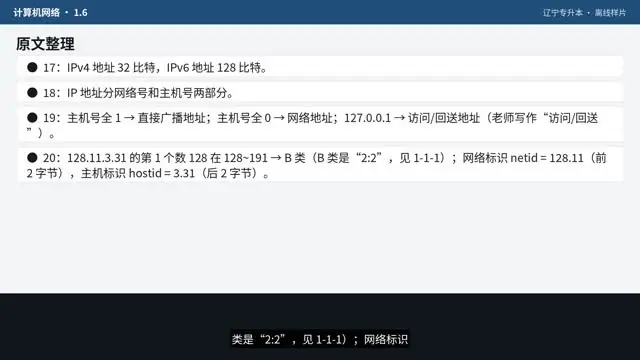 计算机网络 · 1.6
辽宁专升本 · 离线样片
原文整理
● 17：IPv4 地址 32 比特，IPv6 地址 128 比特。
● 18：IP 地址分网络号和主机号两部分。
● 19：主机号全 1 → 直接广播地址；主机号全 0 → 网络地址；127.0.0.1 → 访问/回送地址（老师写作“访问/回送
”）。
● 20：128.11.3.31 的第 1 个数 128 在 128~191 → B 类（B 类是“2:2”，见 1-1-1）；网络标识 netid = 128.11（前
2 字节），主机标识 hostid = 3.31（后 2 字节）。
类是“2:2”，见 1-1-1）；网络标识